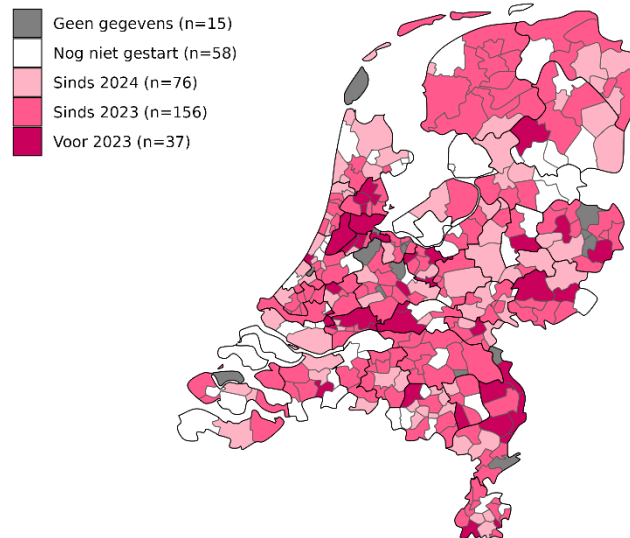 Geen gegevens (n=15)
Nog niet gestart (n=58)
Sinds 2024 (n=76)
Sinds 2023 (n=156)
Voor 2023 (n=37)